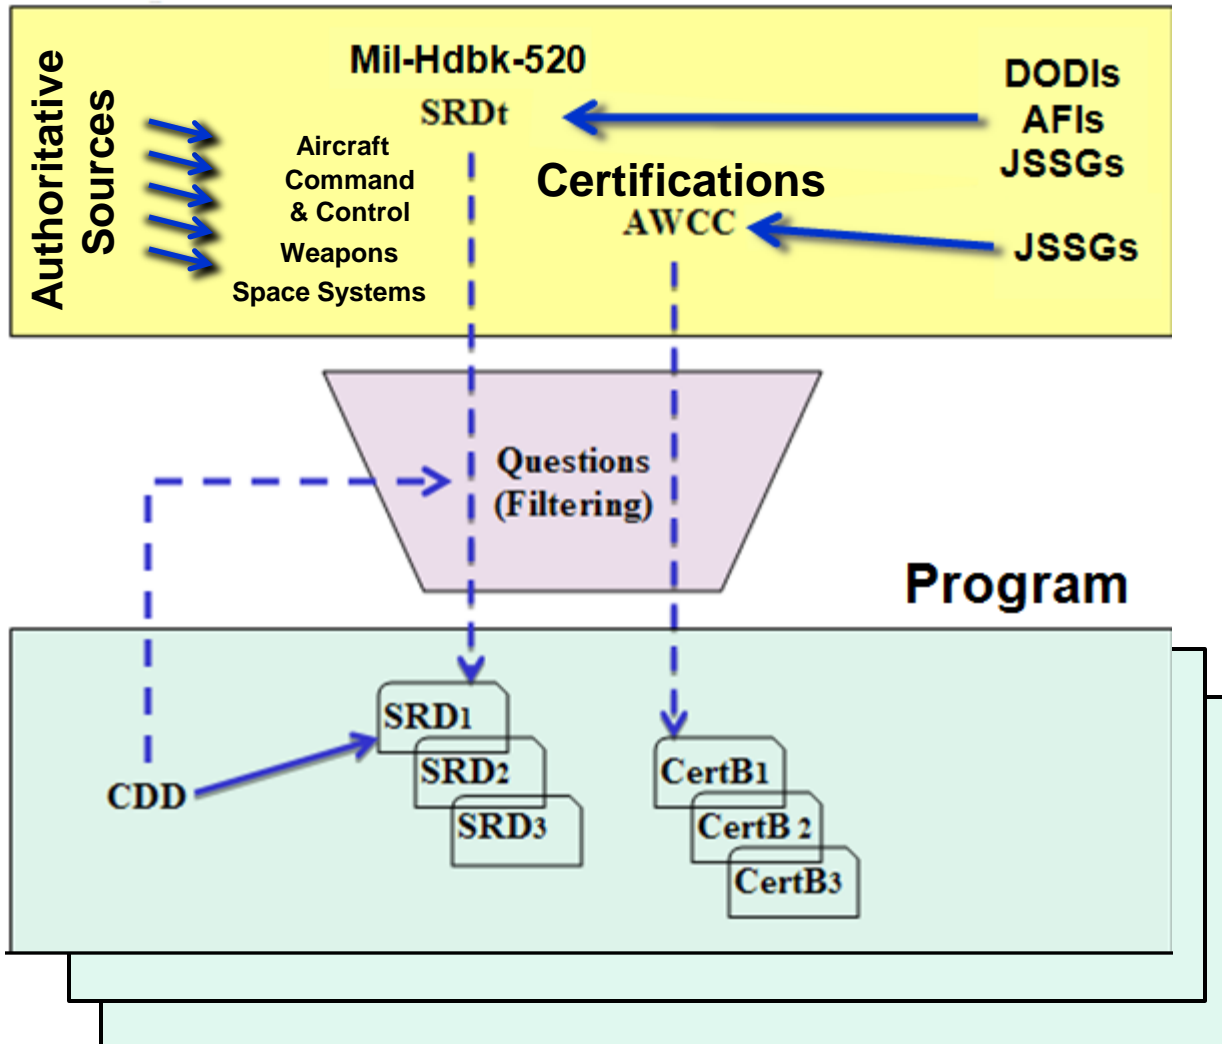 Authoritative
Sources
Mil-Hdbk-520
SRDt
Aircraft
Command
& Control
Weapons
Space Systems
Certifications
AWCC
DODIs
AFIs
JSSGs
JSSGs
Questions
(Filtering)
Program
CDD
SRD1
SRD2
SRD3
CertB1
CertB 2
CertB3